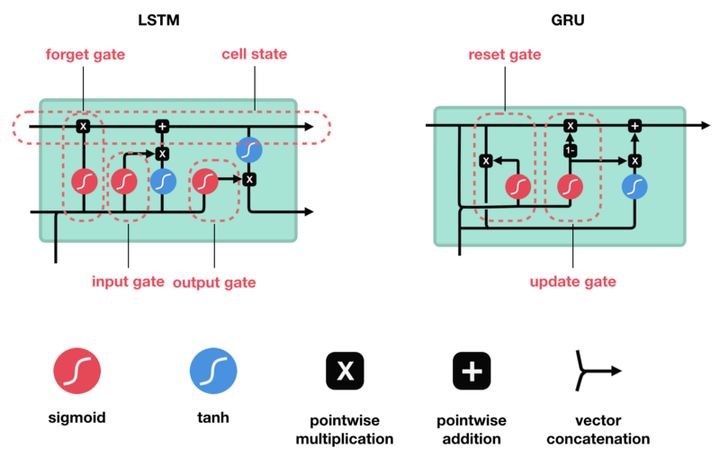 LSTM
GRU
forget gate
cell state
reset gate
x
+
x
x
x
1-
+
x
x
input gate
output gate
update gate
X
+
sigmoid
tanh
pointwise
multiplication
pointwise
addition
vector
concatenation